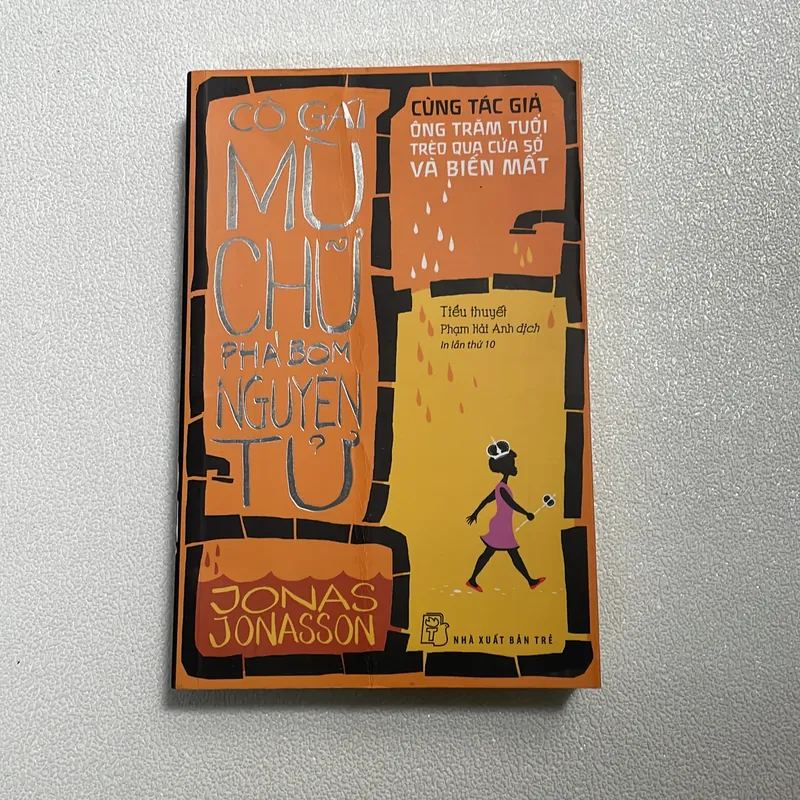 CÔ GÁI
MÙ
CHỮ
PHÁ BOM
NGUYÊN
TỬ
CÙNG TÁC GIẢ
ÔNG TRĂM TUỔI
TRÈO QUA CỬA SỔ
VÀ BIẾN MẤT
Tiểu thuyết
Phạm Hải Anh dịch
In lần thứ 10
JONAS
JONASSON
NHÀ XUẤT BẢN TRẺ